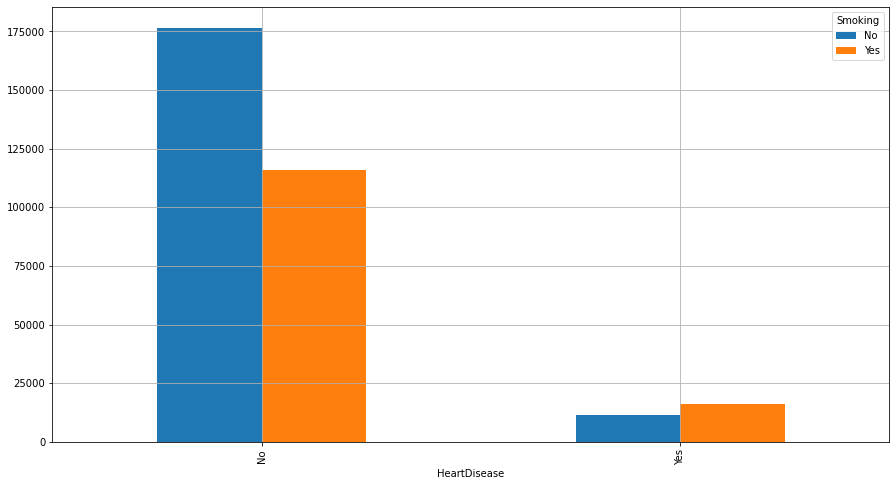 Smoking
No
Yes
175000
150000
125000
100000
75000
50000
25000
0
No
Yes
HeartDisease